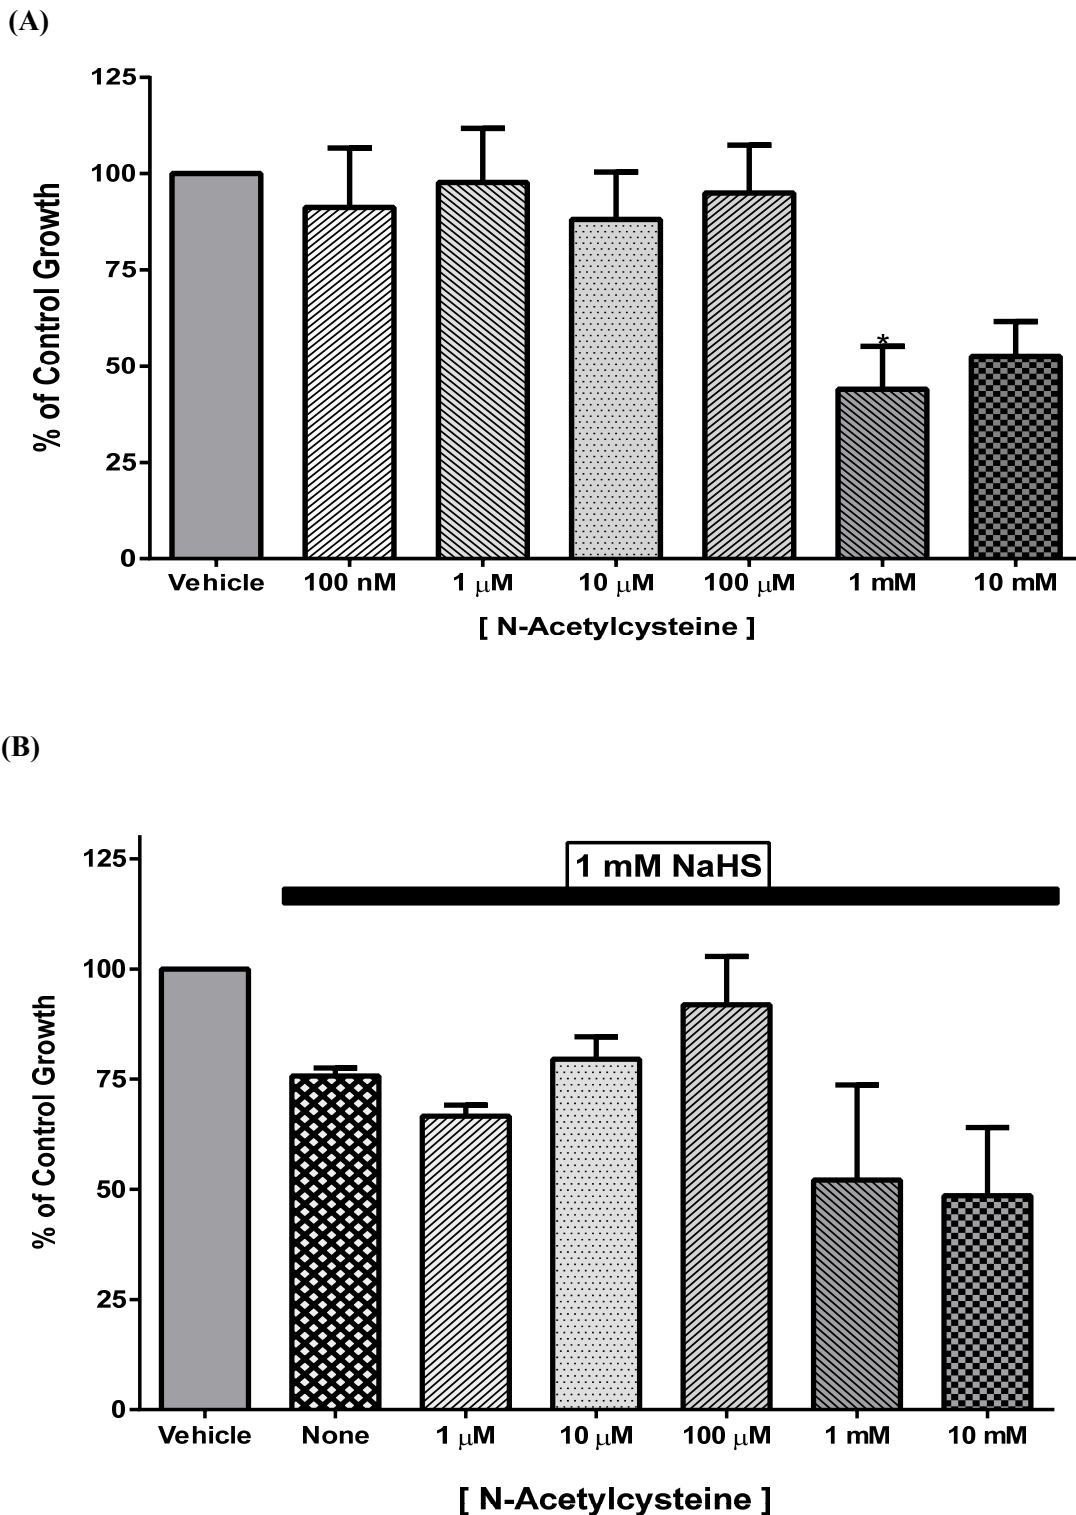 (A)
125
100
75
50
25
0
% of Control Growth
*
Vehicle 100 nM 1 μM 10 μM 100 μM 1 mM 10 mM
[ N-Acetylcysteine ]
(B)
1 mM NaHS
125
100
75
50
25
0
% of Control Growth
Vehicle None 1 μM 10 μM 100 μM 1 mM 10 mM
[ N-Acetylcysteine ]